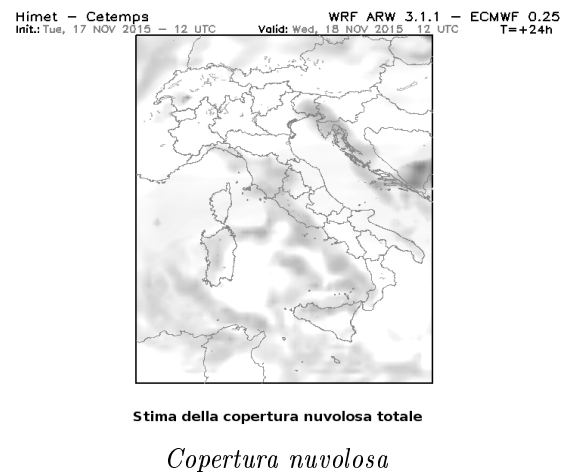 Himet – Cetemps WRF ARW 3.1.1 – ECMWF 0.25
Init.: Tue, 17 NOV 2015 – 12 UTC Valid: Wed, 18 NOV 2015 12 UTC T=+24h
Stima della copertura nuvolosa totale
Copertura nuvolosa